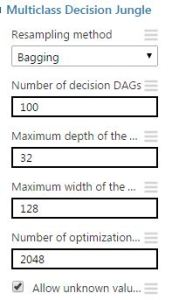 Multiclass Decision Jungle
Resampling method
Bagging
Number of decision DAGs
100
Maximum depth of the ...
32
Maximum width of the ...
128
Number of optimization...
2048
Allow unknown valu...